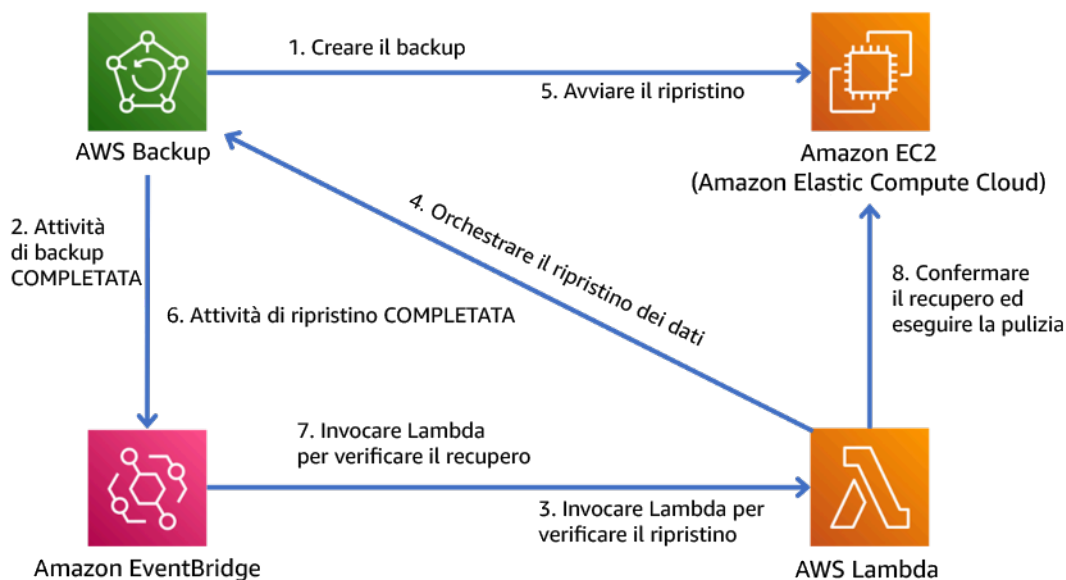 1. Creare il backup
5. Avviare il ripristino
AWS Backup
Amazon EC2
(Amazon Elastic Compute Cloud)
2. Attività
di backup
COMPLETATA
4. Orchestrare il ripristino dei dati
6. Attività di ripristino COMPLETATA
8. Confermare
il recupero ed
eseguire la pulizia
7. Invocare Lambda
per verificare il recupero
3. Invocare Lambda per
verificare il ripristino
Amazon EventBridge
AWS Lambda